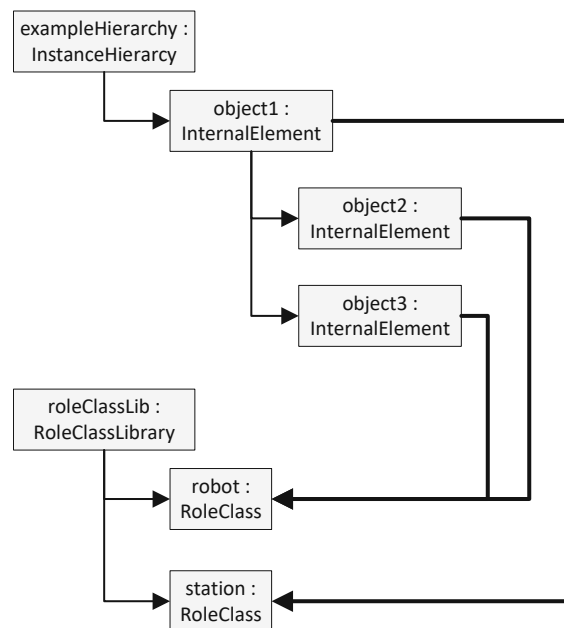 exampleHierarchy :
InstanceHierarcy
object1 :
InternalElement
object2 :
InternalElement
object3 :
InternalElement
roleClassLib :
RoleClassLibrary
robot :
RoleClass
station :
RoleClass